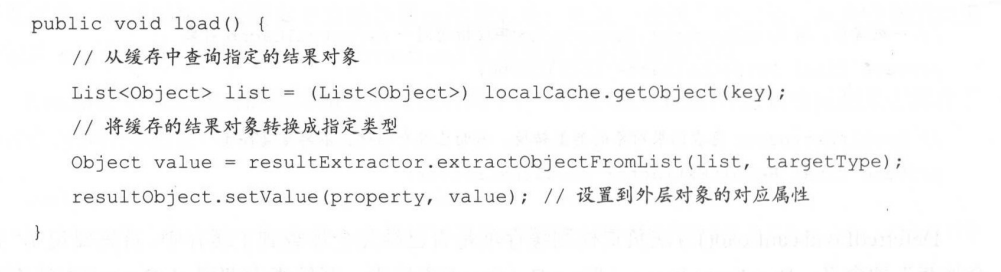 public void load() {
// 从缓存中查询指定的结果对象
List<Object> list = (List<Object>) localCache.getObject(key);
// 将缓存的结果对象转换成指定类型
Object value = resultExtractor.extractObjectFromList(list, targetType);
resultObject.setValue(property, value); // 设置到外层对象的对应属性
}